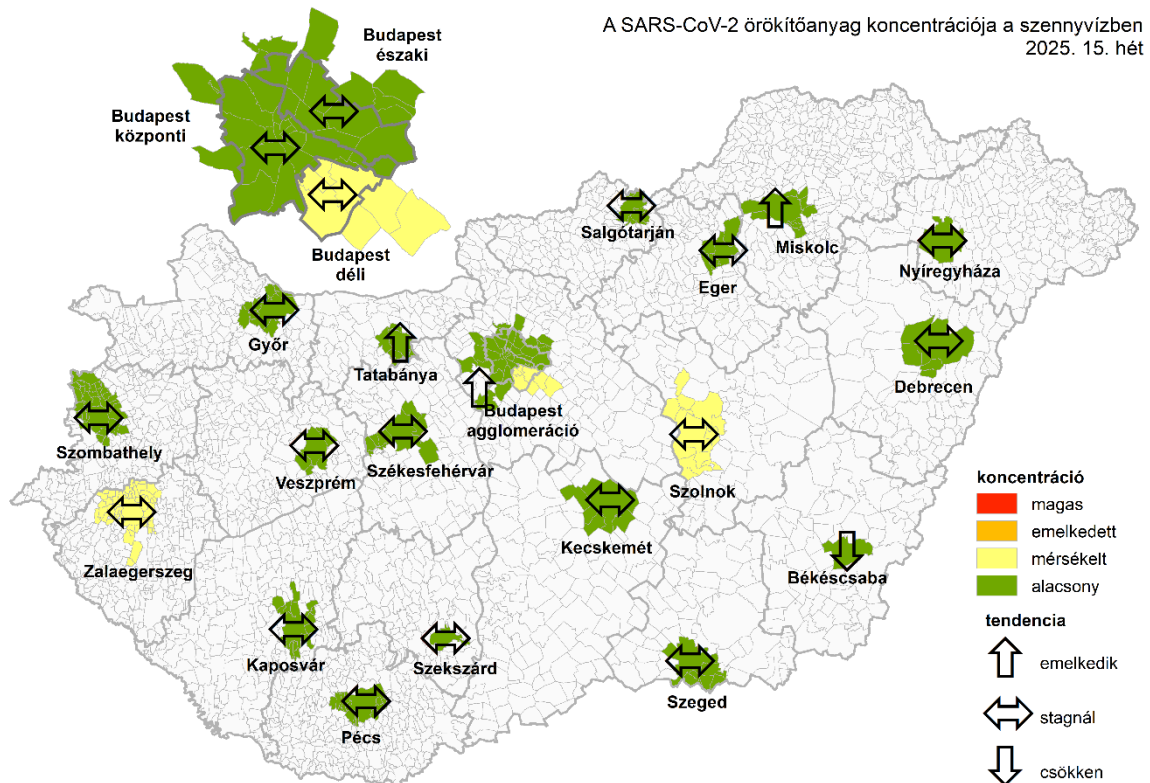 A SARS-CoV-2 örökítőanyag koncentrációja a szennyvízben
2025. 15. hét
Budapest
északi
Budapest
központi
Budapest
déli
Salgótarján
Miskolc
Eger
Nyíregyháza
Győr
Tatabánya
Debrecen
Budapest
agglomeráció
Szombathely
Veszprém
Székesfehérvár
Szolnok
Kecskemét
Zalaegerszeg
Békéscsaba
Kaposvár
Szekszárd
Szeged
Pécs
koncentráció
magas
emelkedett
mérsékelt
alacsony
tendencia
emelkedik
stagnál
csökken